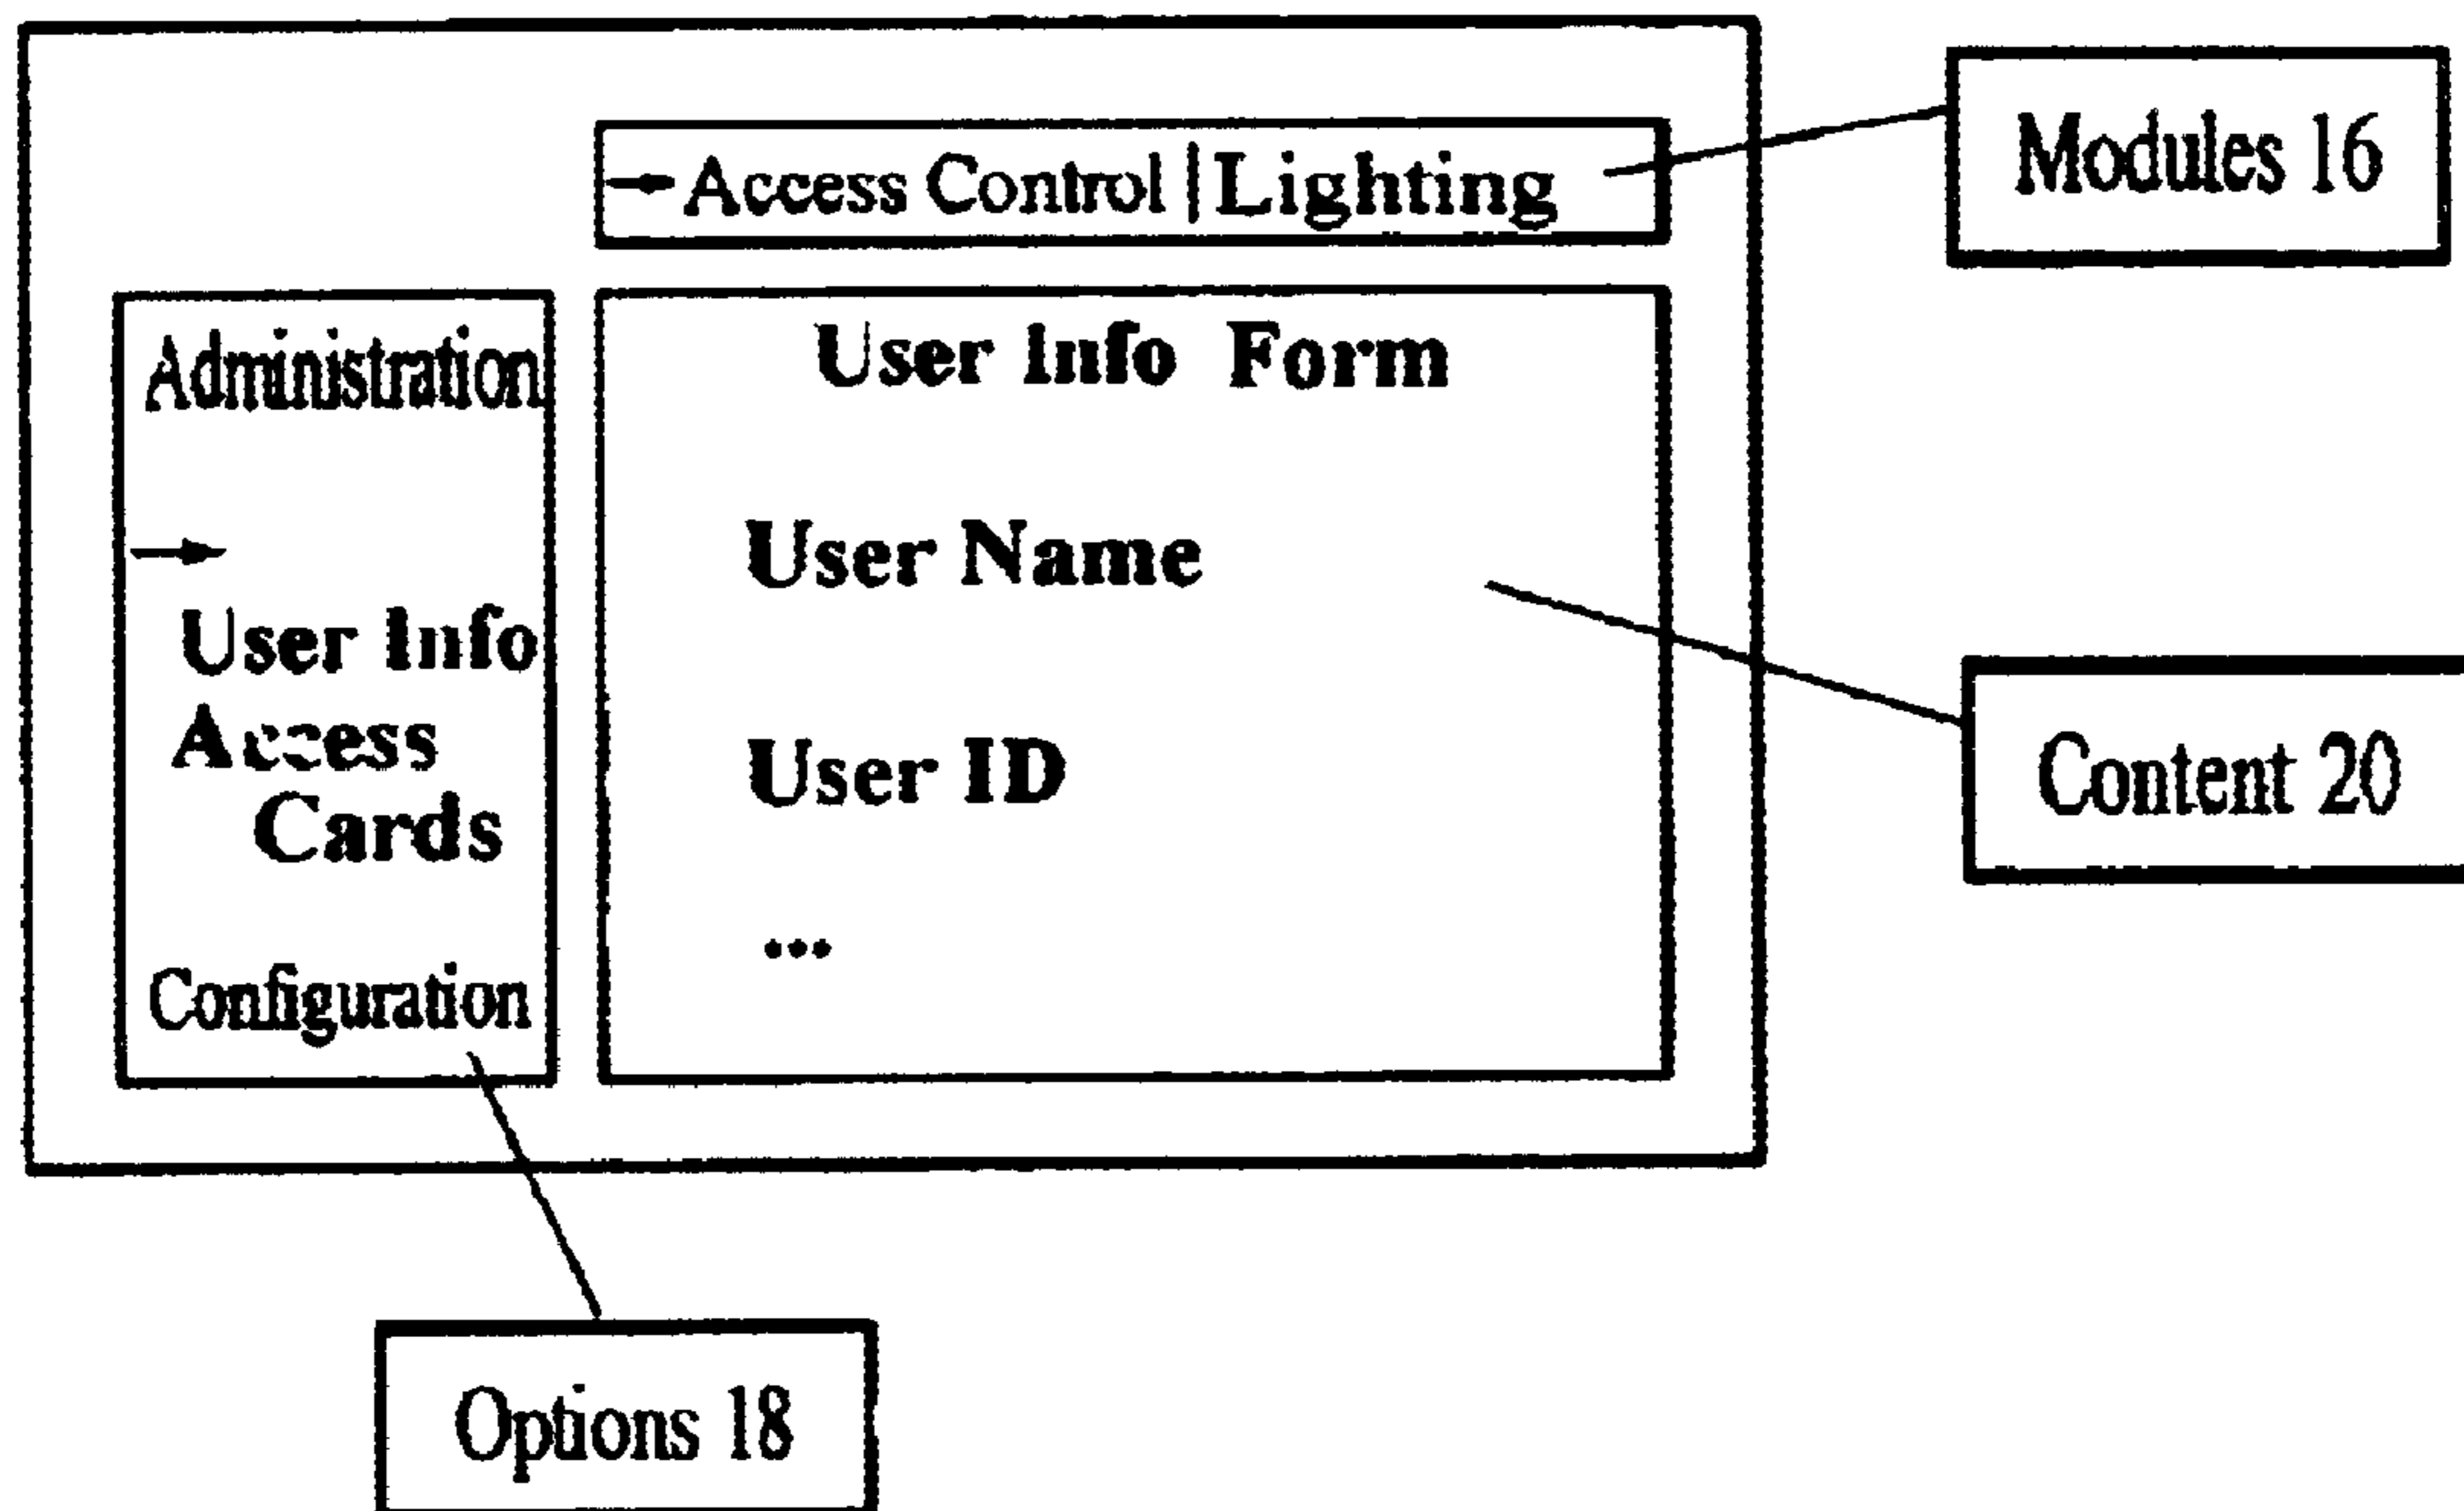 Access Control | Lighting
Modules 16
Administration
User Info
Access
Cards
Configuration
User Info Form
User Name
User ID
...
Content 20
Options 18